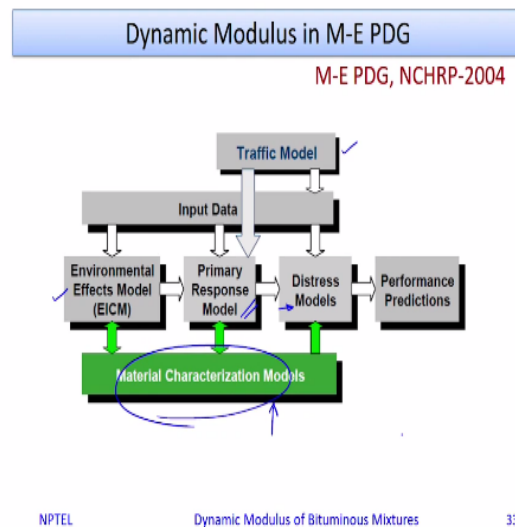 Dynamic Modulus in M-E PDG
M-E PDG, NCHRP-2004
Traffic Model
Input Data
Environmental
Effects Model
(EICM)
Primary
Response
Model
Distress
Models
Performance
Predictions
Material Characterization Models
NPTEL
Dynamic Modulus of Bituminous Mixtures
33